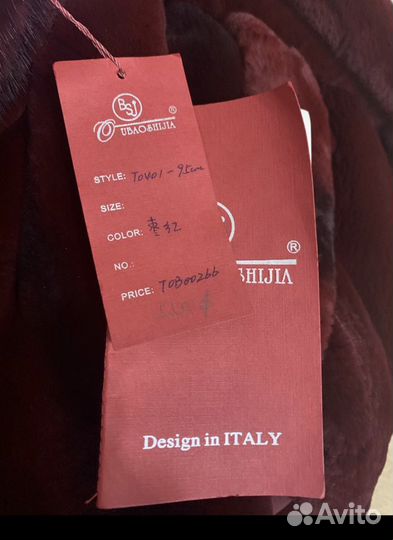 BSJ
®
OUBAOSHIJIA
STYLE: TOV01-95cm
SIZE:
COLOR: 枣红
NO.:
PRICE: TOB00266
®
SHIJIA
Design in ITALY
Avito